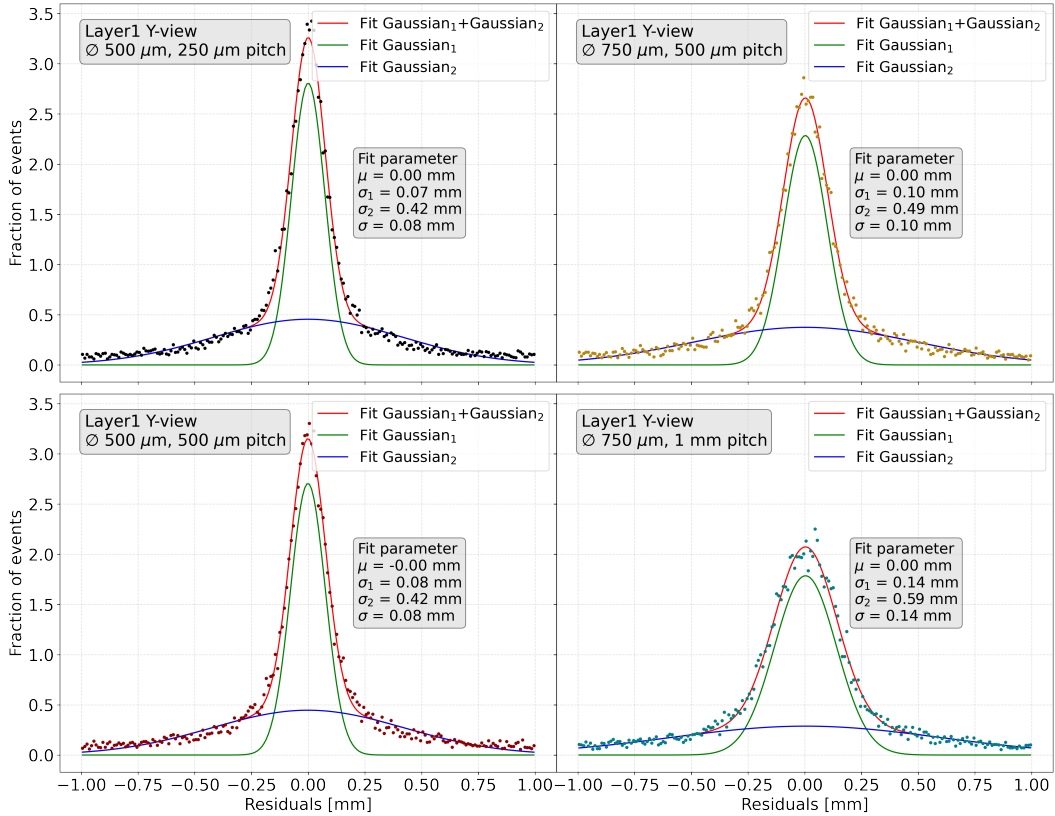 Layer1 Y-view
∅ 500 μm, 250 μm pitch
Fit Gaussian₁+Gaussian₂
Fit Gaussian₁
Fit Gaussian₂
Fit parameter
μ = 0.00 mm
σ₁ = 0.07 mm
σ₂ = 0.42 mm
σ = 0.08 mm
3.5
3.0
2.5
2.0
1.5
1.0
0.5
0.0
Fraction of events
Layer1 Y-view
∅ 750 μm, 500 μm pitch
Fit Gaussian₁+Gaussian₂
Fit Gaussian₁
Fit Gaussian₂
Fit parameter
μ = 0.00 mm
σ₁ = 0.10 mm
σ₂ = 0.49 mm
σ = 0.10 mm
Layer1 Y-view
∅ 500 μm, 500 μm pitch
Fit Gaussian₁+Gaussian₂
Fit Gaussian₁
Fit Gaussian₂
Fit parameter
μ = -0.00 mm
σ₁ = 0.08 mm
σ₂ = 0.42 mm
σ = 0.08 mm
3.5
3.0
2.5
2.0
1.5
1.0
0.5
0.0
Fraction of events
−1.00 −0.75 −0.50 −0.25 0.00 0.25 0.50 0.75 1.00
Residuals [mm]
Layer1 Y-view
∅ 750 μm, 1 mm pitch
Fit Gaussian₁+Gaussian₂
Fit Gaussian₁
Fit Gaussian₂
Fit parameter
μ = 0.00 mm
σ₁ = 0.14 mm
σ₂ = 0.59 mm
σ = 0.14 mm
−1.00 −0.75 −0.50 −0.25 0.00 0.25 0.50 0.75 1.00
Residuals [mm]